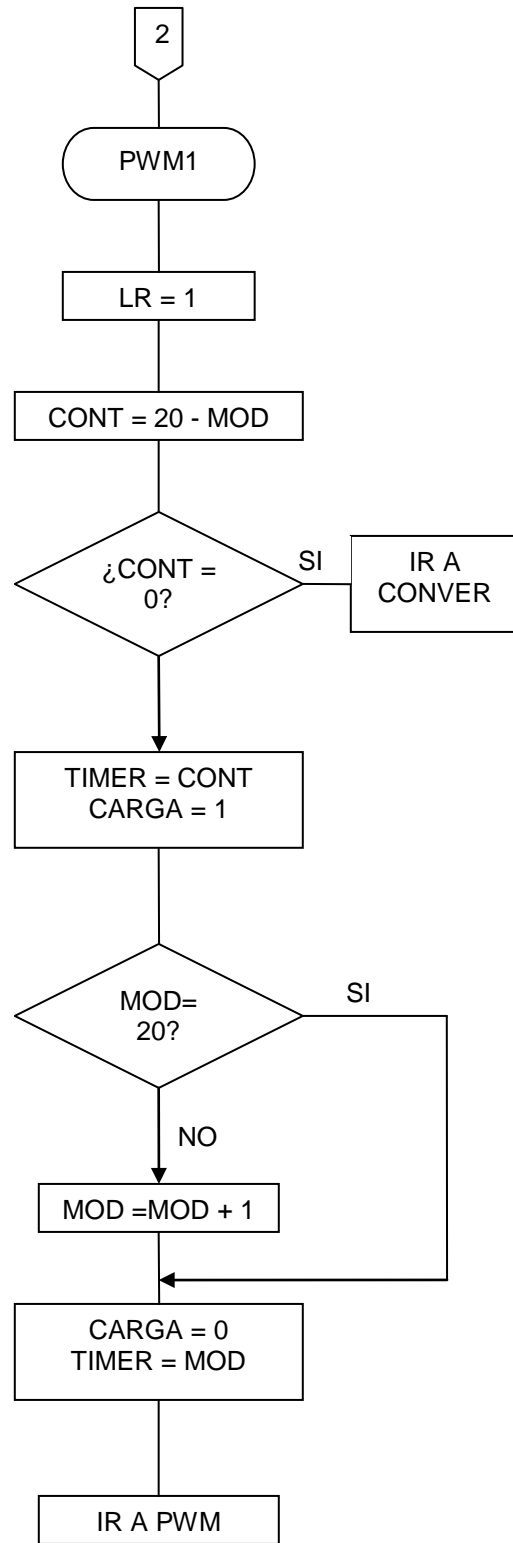 2
PWM1
LR = 1
CONT = 20 - MOD
¿CONT =
0?
SI
IR A
CONVER
TIMER = CONT
CARGA = 1
MOD=
20?
SI
NO
MOD =MOD + 1
CARGA = 0
TIMER = MOD
IR A PWM